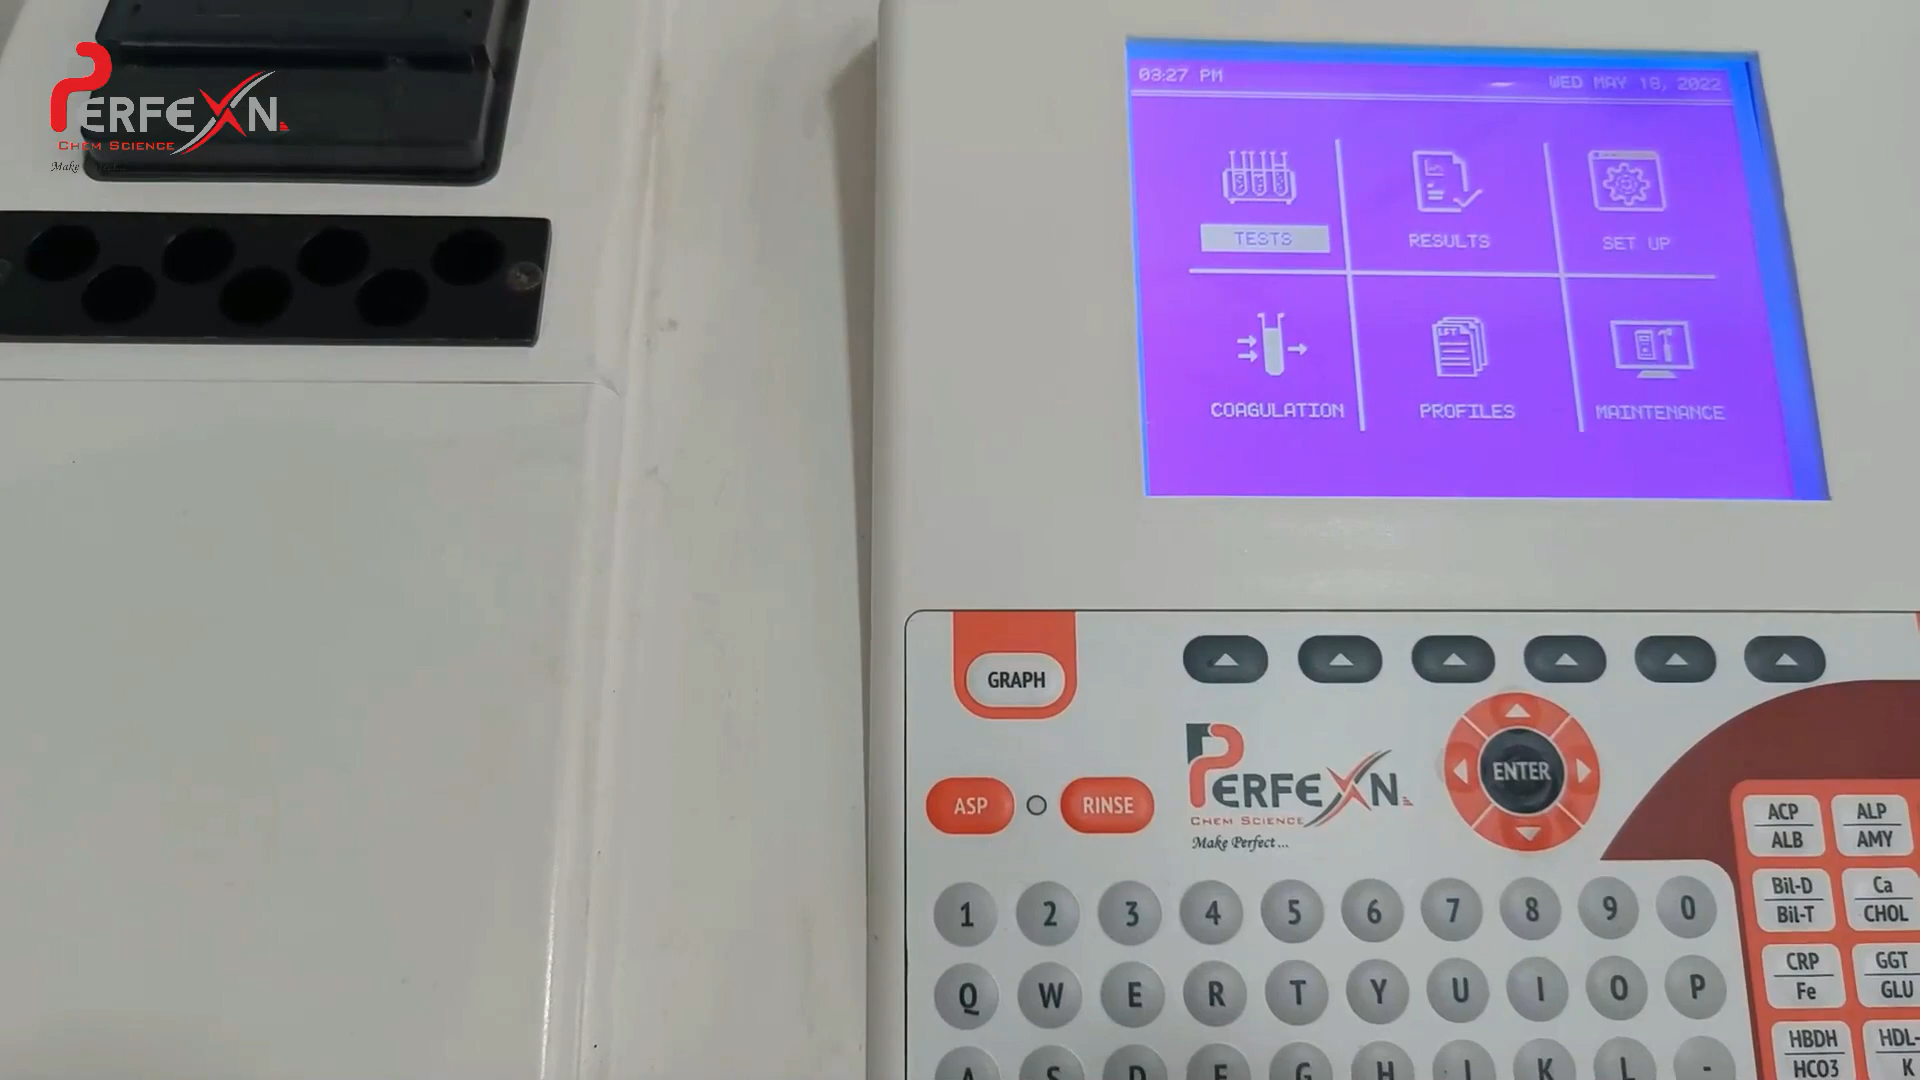 PERFEXN
CHEM SCIENCE
Make
03:27 PM
WED MAY 18, 2022
TESTS
RESULTS
SET UP
LFT
COAGULATION
PROFILES
MAINTENANCE
GRAPH
ASP
RINSE
PERFEXN
CHEM SCIENCE
Make Perfect...
ENTER
ACP
ALB
ALP
AMY
Bil-D
Bil-T
Ca
CHOL
CRP
Fe
GGT
GLU
HBDH
HCO3
HDL-
K
1 2 3 4 5 6 7 8 9 0
Q W E R T Y U I O P
A S D F G H J K L -